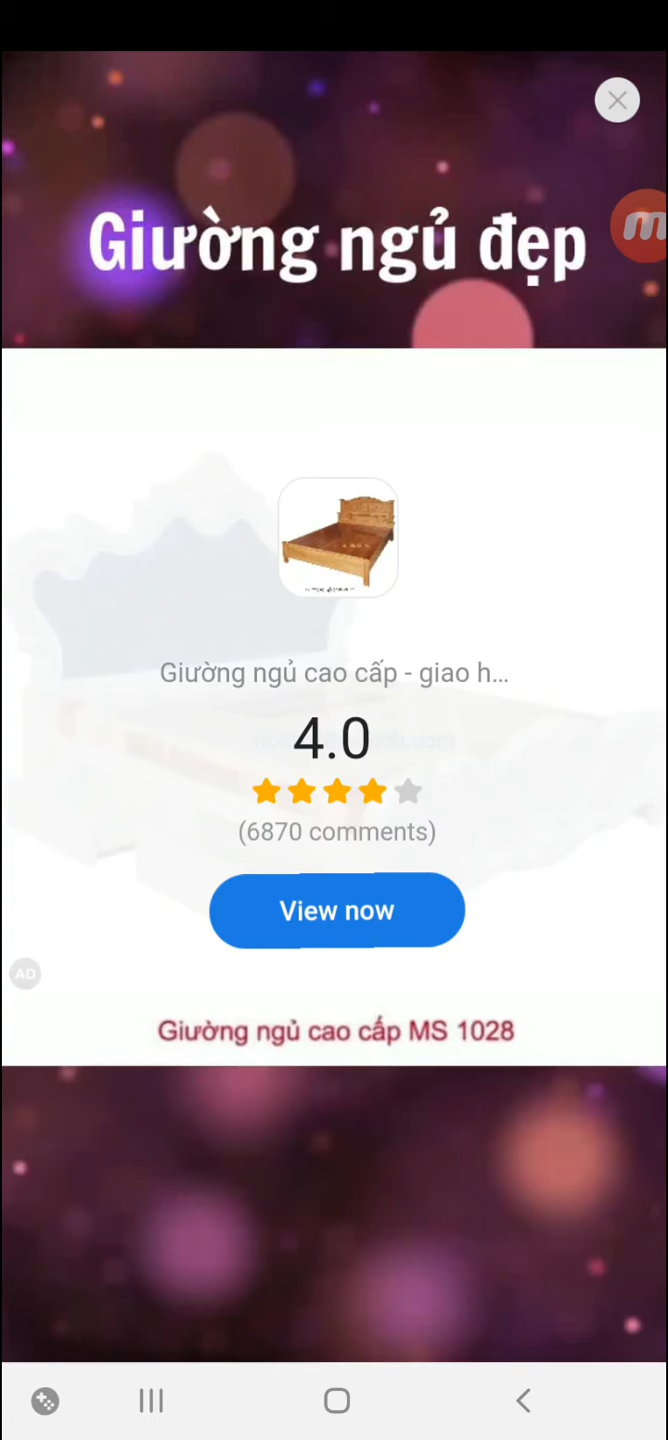 Giường ngủ đẹp
Giường ngủ cao cấp - giao h...
4.0
(6870 comments)
View now
AD
Giường ngủ cao cấp MS 1028